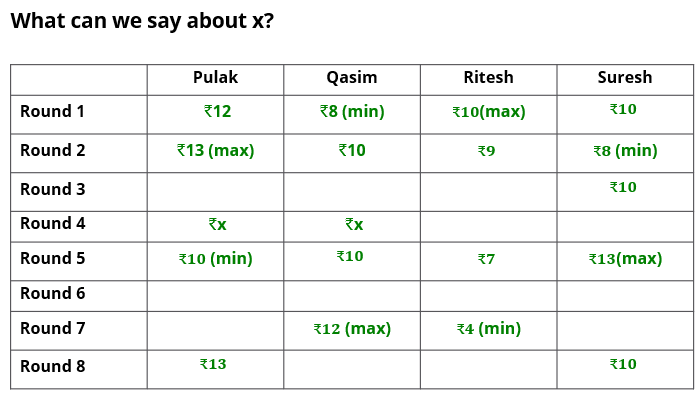 What can we say about x?
Pulak Qasim Ritesh Suresh
Round 1 ₹12 ₹8 (min) ₹10(max) ₹10
Round 2 ₹13 (max) ₹10 ₹9 ₹8 (min)
Round 3 ₹10
Round 4 ₹x ₹x
Round 5 ₹10 (min) ₹10 ₹7 ₹13(max)
Round 6
Round 7 ₹12 (max) ₹4 (min)
Round 8 ₹13 ₹10